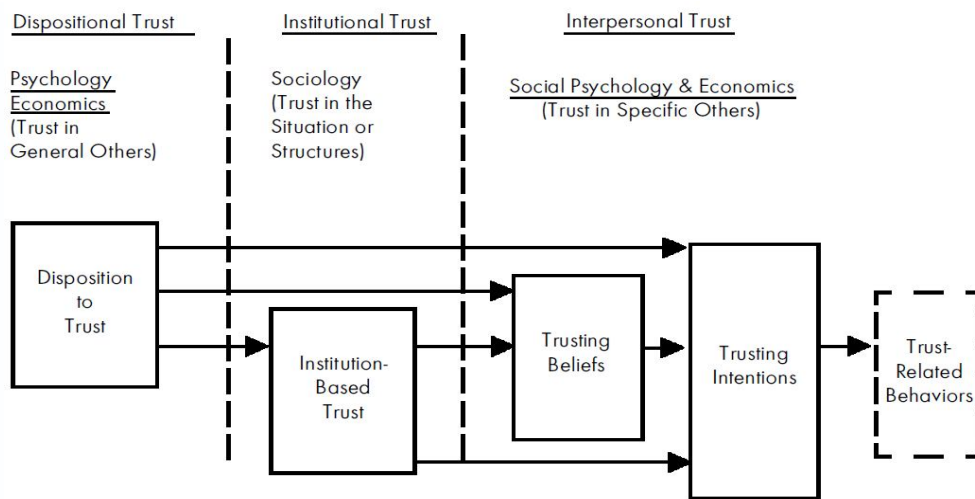 Dispositional Trust
Institutional Trust
Interpersonal Trust
Psychology
Economics
(Trust in
General Others)
Sociology
(Trust in the
Situation or
Structures)
Social Psychology & Economics
(Trust in Specific Others)
Disposition
to
Trust
Institution-
Based
Trust
Trusting
Beliefs
Trusting
Intentions
Trust-
Related
Behaviors